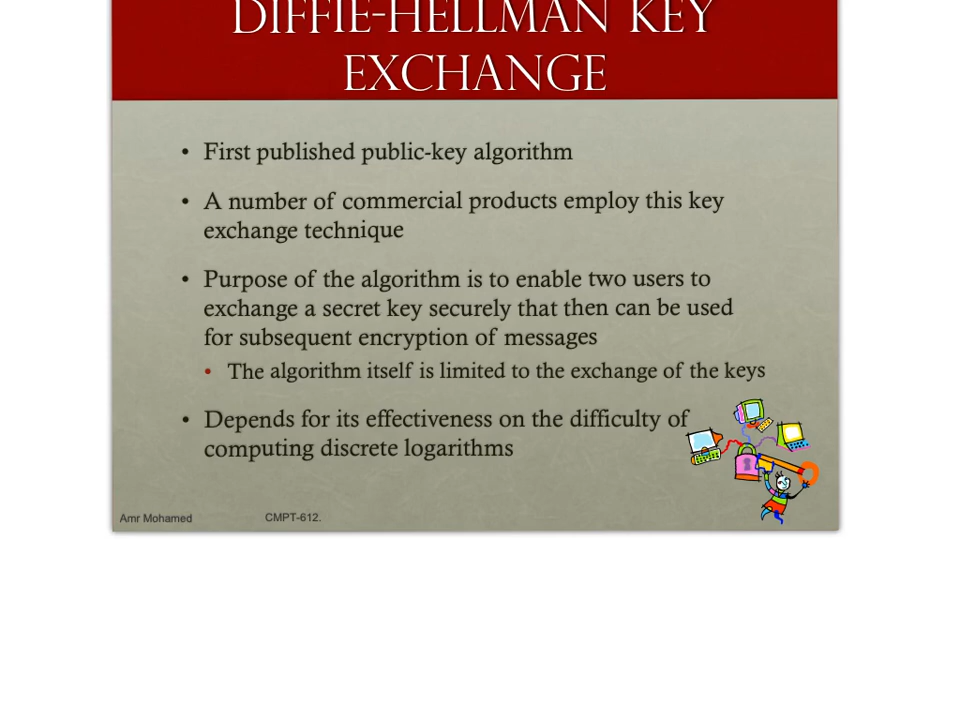 DIFFIE-HELLMAN KEY
EXCHANGE
• First published public-key algorithm
• A number of commercial products employ this key
exchange technique
• Purpose of the algorithm is to enable two users to
exchange a secret key securely that then can be used
for subsequent encryption of messages
• The algorithm itself is limited to the exchange of the keys
• Depends for its effectiveness on the difficulty of
computing discrete logarithms
Amr Mohamed CMPT-612.